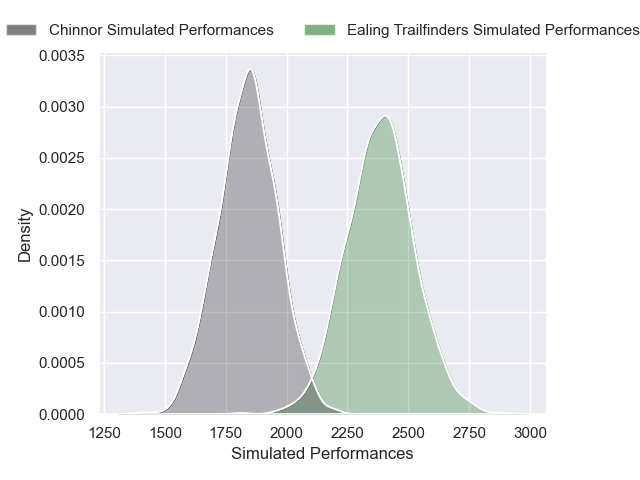 Chinnor Simulated Performances
Ealing Trailfinders Simulated Performances
0.0035
0.0030
0.0025
0.0020
0.0015
0.0010
0.0005
0.0000
Density
1250 1500 1750 2000 2250 2500 2750 3000
Simulated Performances